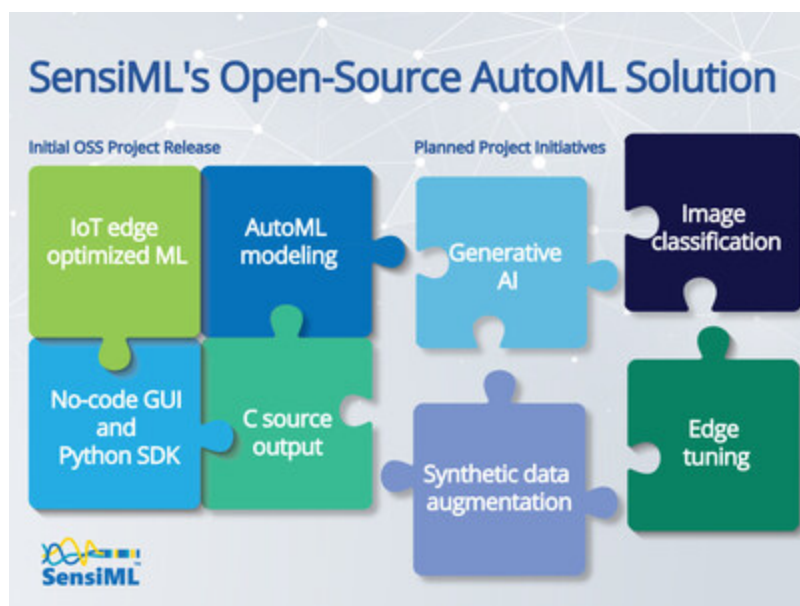 SensiML's Open-Source AutoML Solution
Initial OSS Project Release
Planned Project Initiatives
IoT edge
optimized ML
AutoML
modeling
Generative
AI
Image
classification
No-code GUI
and
Python SDK
C source
output
Synthetic data
augmentation
Edge
tuning
SensiML